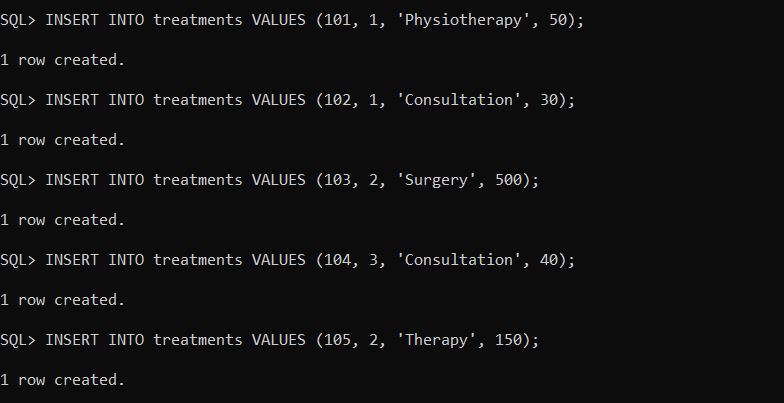 SQL> INSERT INTO treatments VALUES (101, 1, 'Physiotherapy', 50);
1 row created.
SQL> INSERT INTO treatments VALUES (102, 1, 'Consultation', 30);
1 row created.
SQL> INSERT INTO treatments VALUES (103, 2, 'Surgery', 500);
1 row created.
SQL> INSERT INTO treatments VALUES (104, 3, 'Consultation', 40);
1 row created.
SQL> INSERT INTO treatments VALUES (105, 2, 'Therapy', 150);
1 row created.